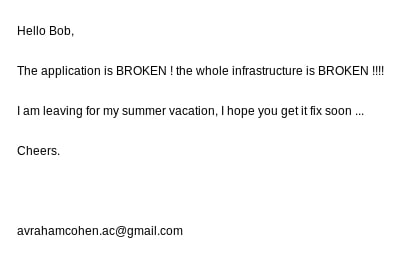 Hello Bob,
The application is BROKEN ! the whole infrastructure is BROKEN !!!!
I am leaving for my summer vacation, I hope you get it fix soon ...
Cheers.
avrahamcohen.ac@gmail.com